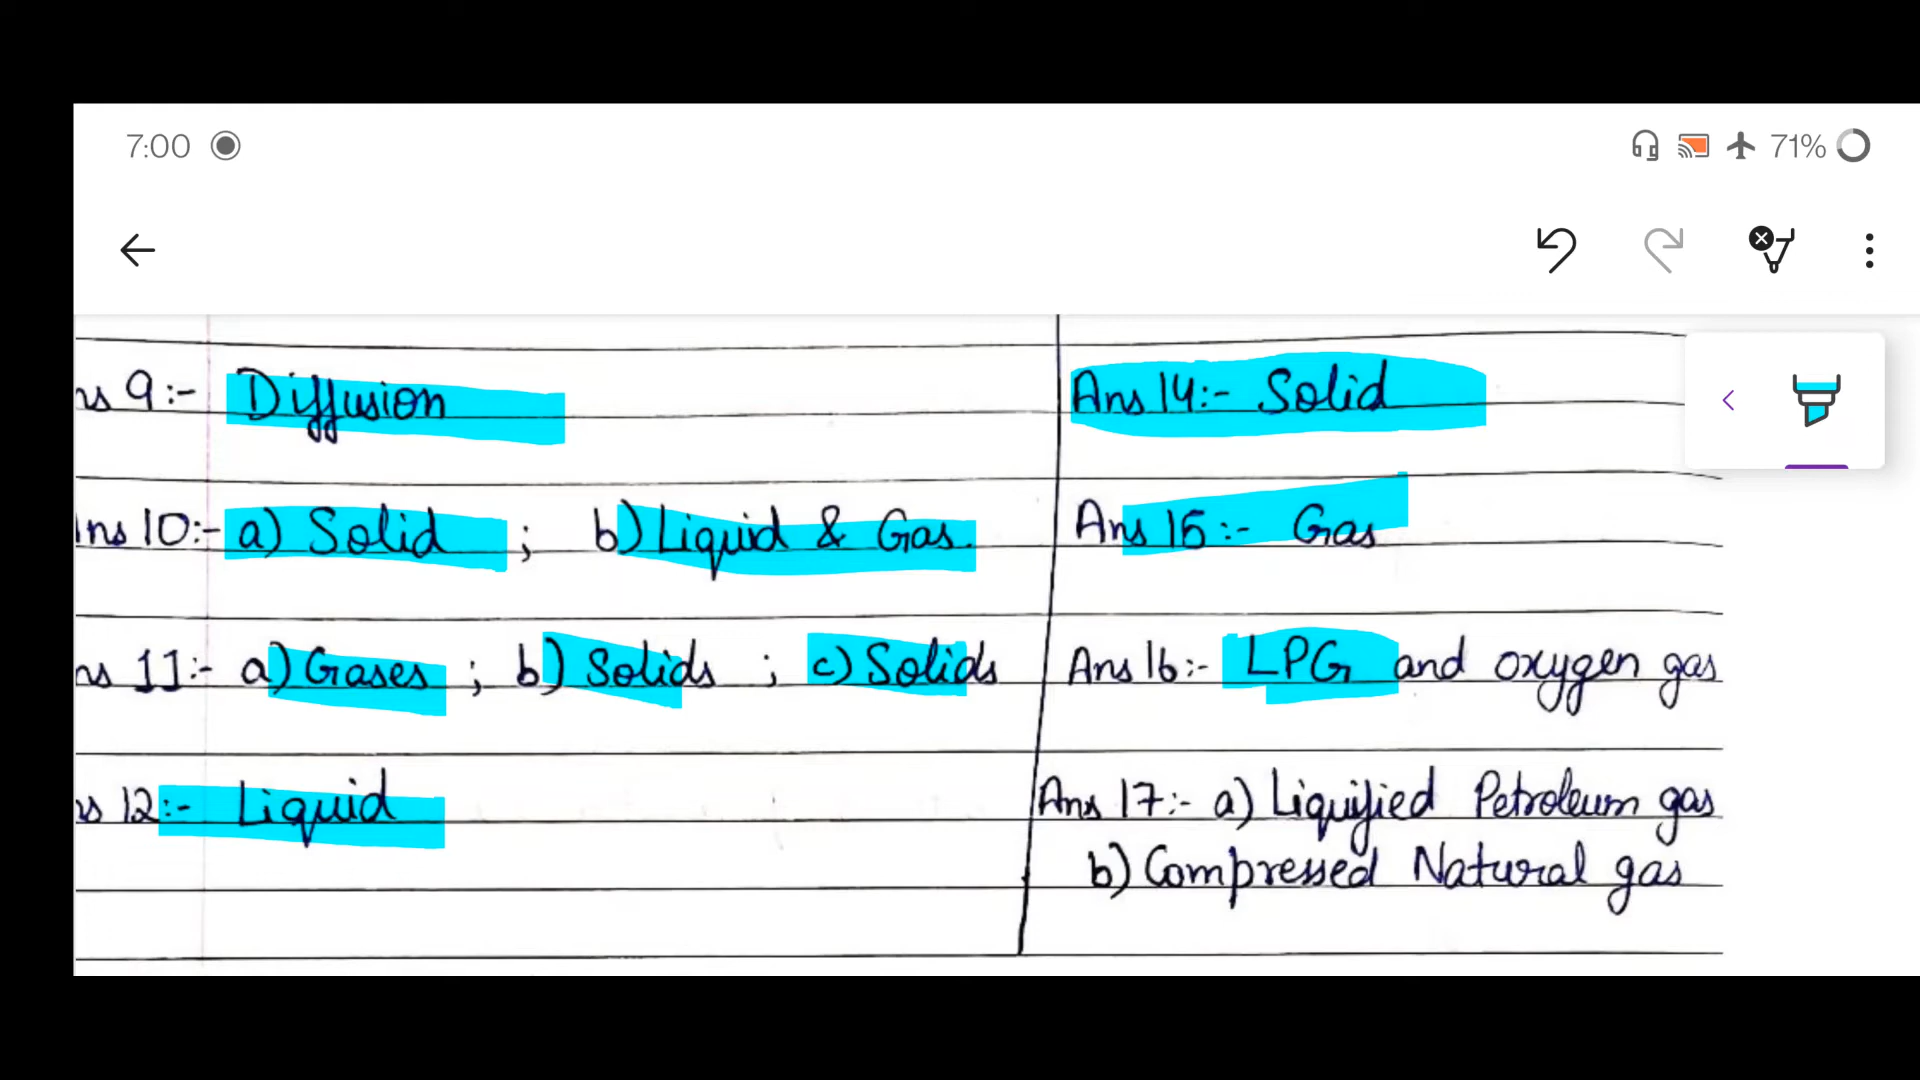 7:00 71%
ns 9:- Diffusion
Ans 10:- a) Solid ; b) Liquid & Gas.
ns 11:- a) Gases ; b) Solids ; c) Solids
s 12:- Liquid
Ans 14:- Solid
Ans 15:- Gas
Ans 16:- LPG and oxygen gas
Ans 17:- a) Liquified Petroleum gas
b) Compressed Natural gas